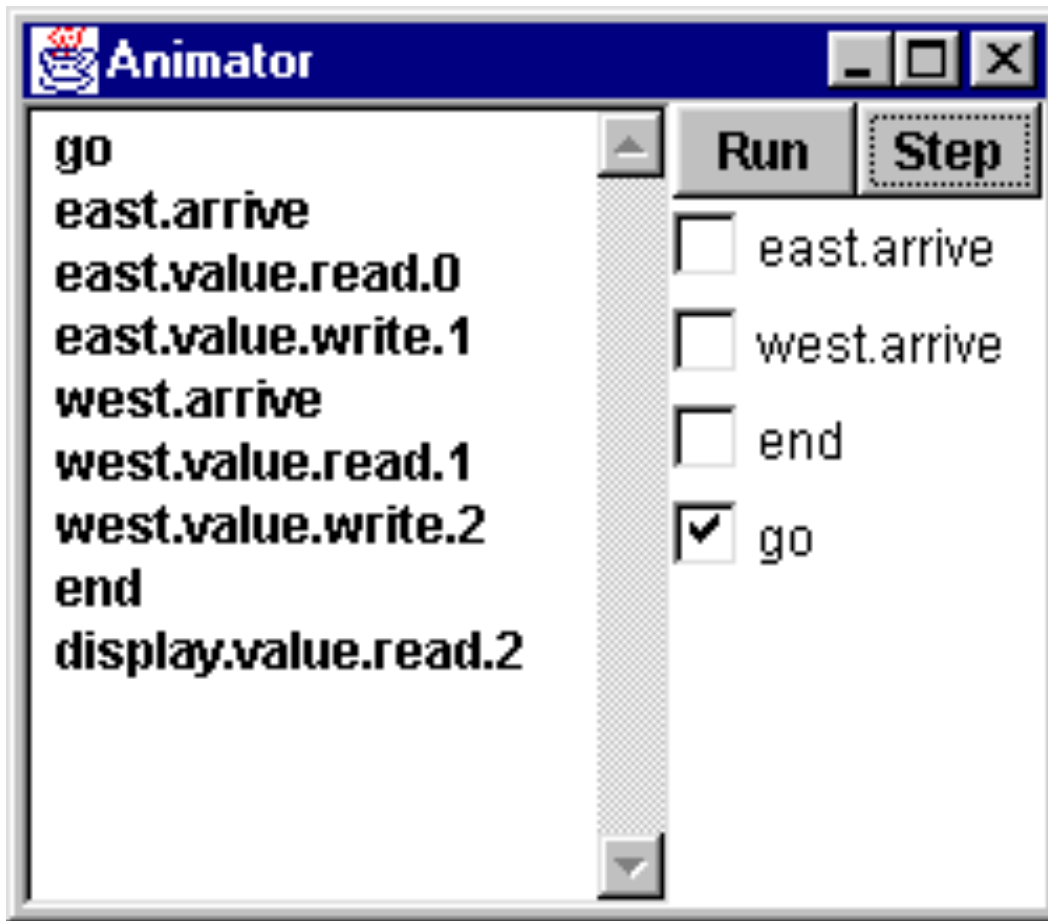 Animator
go
east.arrive
east.value.read.0
east.value.write.1
west.arrive
west.value.read.1
west.value.write.2
end
display.value.read.2
Run Step
east.arrive
west.arrive
end
go